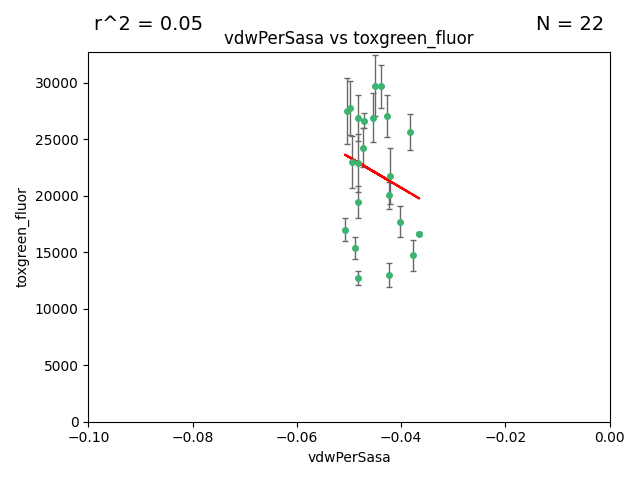 r^2 = 0.05
N = 22
vdwPerSasa vs toxgreen_fluor
toxgreen_fluor
30000
25000
20000
15000
10000
5000
0
−0.10
−0.08
−0.06
−0.04
−0.02
0.00
vdwPerSasa